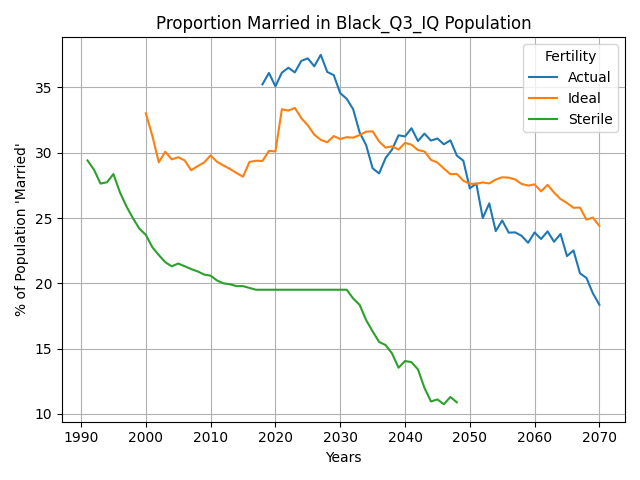 Proportion Married in Black_Q3_IQ Population
% of Population 'Married'
35
30
25
20
15
10
Fertility
Actual
Ideal
Sterile
1990 2000 2010 2020 2030 2040 2050 2060 2070
Years